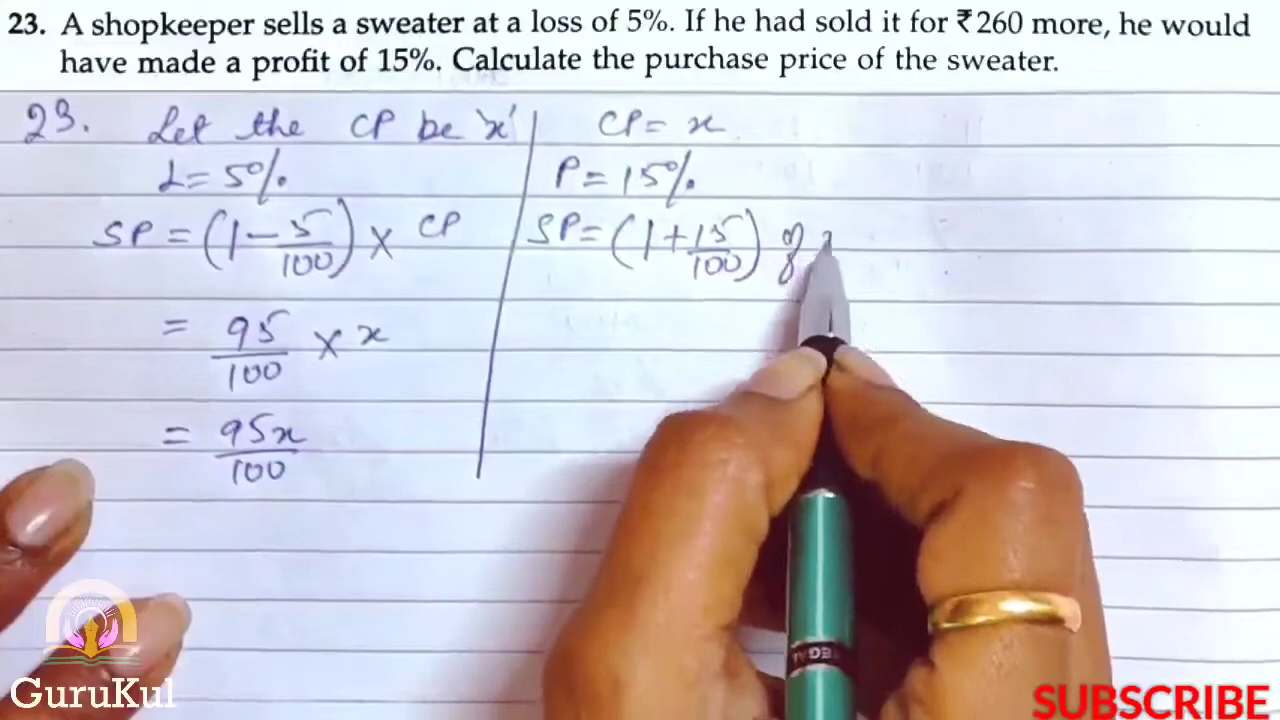 23. A shopkeeper sells a sweater at a loss of 5%. If he had sold it for ₹260 more, he would
have made a profit of 15%. Calculate the purchase price of the sweater.
23. Let the CP be 'x'
L = 5%
SP = (1 - 5/100) × CP
= 95/100 × x
= 95x/100
CP = x
P = 15%
SP = (1 + 15/100) of
GuruKul
SUBSCRIBE